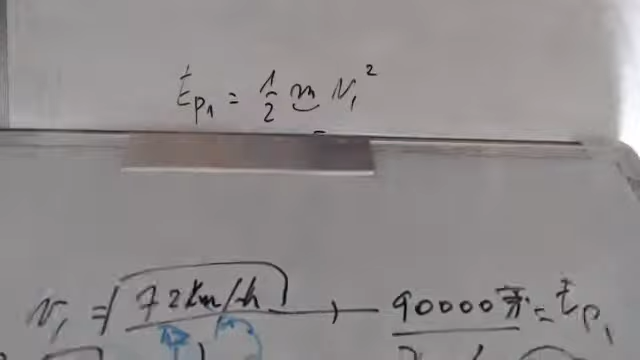 Ep1 = 1/2 m v1²
v1 = 72 km/h → 90000 J = Ep1